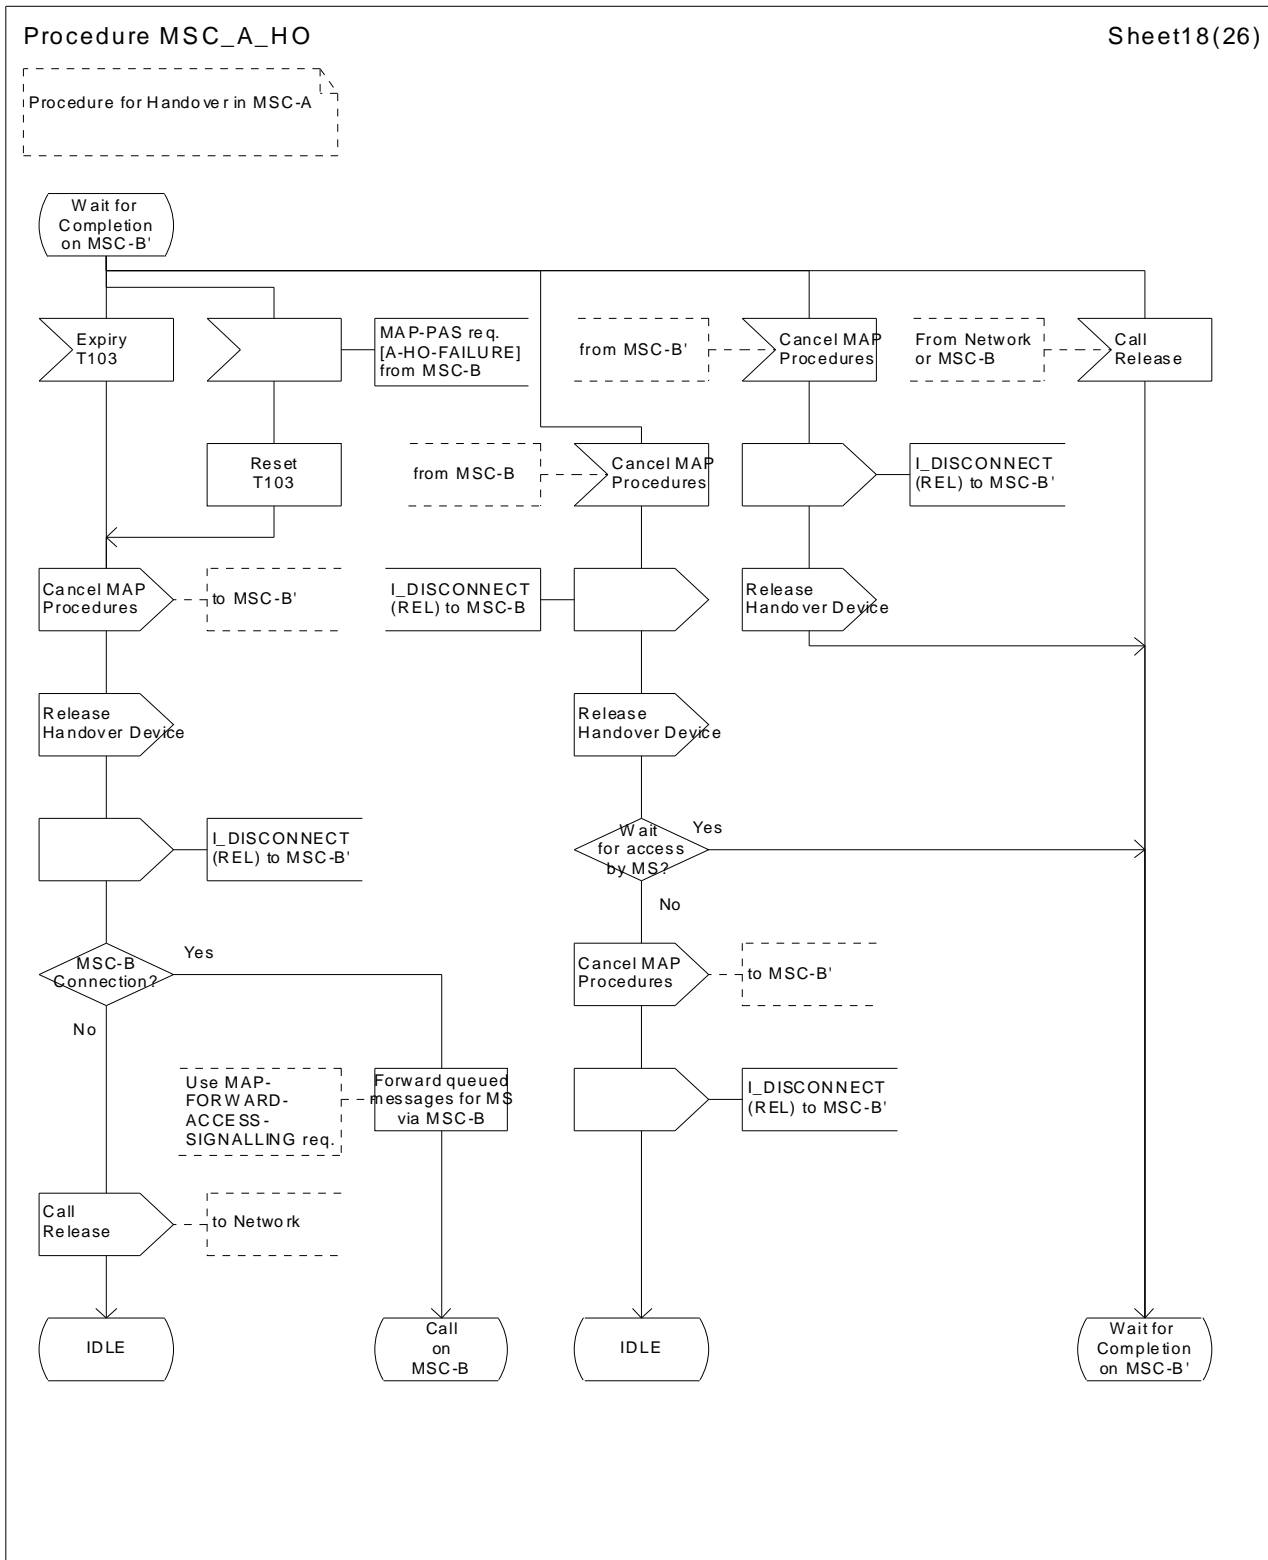 Procedure MSC_A_HO
Sheet18(26)
Procedure for Handover in MSC-A
Wait for
Completion
on MSC-B'
Expiry
T103
MAP-PAS req.
[A-HO-FAILURE]
from MSC-B
from MSC-B'
Cancel MAP
Procedures
From Network
or MSC-B
Call
Release
Reset
T103
from MSC-B
Cancel MAP
Procedures
I_DISCONNECT
(REL) to MSC-B'
Cancel MAP
Procedures
to MSC-B'
I_DISCONNECT
(REL) to MSC-B
Release
Handover Device
Release
Handover Device
Release
Handover Device
I_DISCONNECT
(REL) to MSC-B'
Wait
for access
by MS?
Yes
No
MSC-B
Connection?
Yes
No
Cancel MAP
Procedures
to MSC-B'
Use MAP-
FORWARD-
ACCESS-
SIGNALLING req.
Forward queued
messages for MS
via MSC-B
I_DISCONNECT
(REL) to MSC-B'
Call
Release
to Network
IDLE
Call
on
MSC-B
IDLE
Wait for
Completion
on MSC-B'